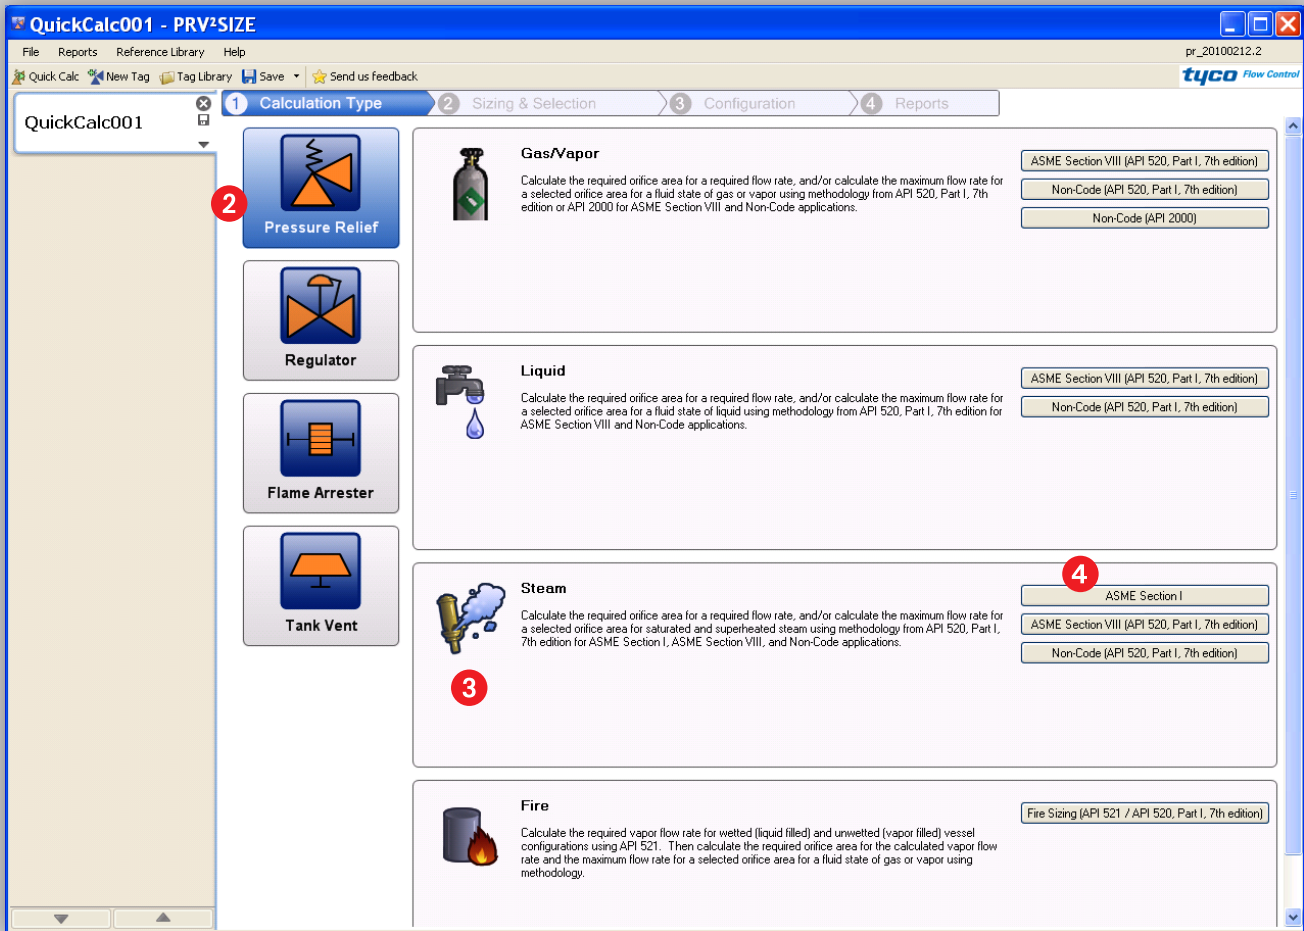 QuickCalc001 - PRV²SIZE
File Reports Reference Library Help
pr_20100212.2
Quick Calc New Tag Tag Library Save Send us feedback
tyco Flow Control
QuickCalc001
1 Calculation Type 2 Sizing & Selection 3 Configuration 4 Reports
2
Pressure Relief
Regulator
Flame Arrester
Tank Vent
Gas/Vapor
Calculate the required orifice area for a required flow rate, and/or calculate the maximum flow rate for
a selected orifice area for a fluid state of gas or vapor using methodology from API 520, Part I, 7th
edition or API 2000 for ASME Section VIII and Non-Code applications.
ASME Section VIII (API 520, Part I, 7th edition)
Non-Code (API 520, Part I, 7th edition)
Non-Code (API 2000)
Liquid
Calculate the required orifice area for a required flow rate, and/or calculate the maximum flow rate for
a selected orifice area for a fluid state of liquid using methodology from API 520, Part I, 7th edition for
ASME Section VIII and Non-Code applications.
ASME Section VIII (API 520, Part I, 7th edition)
Non-Code (API 520, Part I, 7th edition)
Steam
Calculate the required orifice area for a required flow rate, and/or calculate the maximum flow rate for
a selected orifice area for saturated and superheated steam using methodology from API 520, Part I,
7th edition for ASME Section I, ASME Section VIII, and Non-Code applications.
3
4
ASME Section I
ASME Section VIII (API 520, Part I, 7th edition)
Non-Code (API 520, Part I, 7th edition)
Fire
Calculate the required vapor flow rate for wetted (liquid filled) and unwetted (vapor filled) vessel
configurations using API 521. Then calculate the required orifice area for the calculated vapor flow
rate and the maximum flow rate for a selected orifice area for a fluid state of gas or vapor using
methodology.
Fire Sizing (API 521 / API 520, Part I, 7th edition)